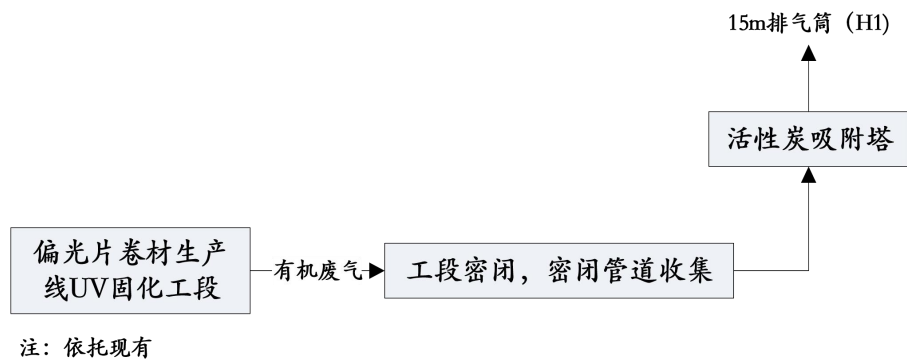 15m排气筒（H1)
活性炭吸附塔
偏光片卷材生产
线UV固化工段
有机废气
工段密闭，密闭管道收集
注：依托现有